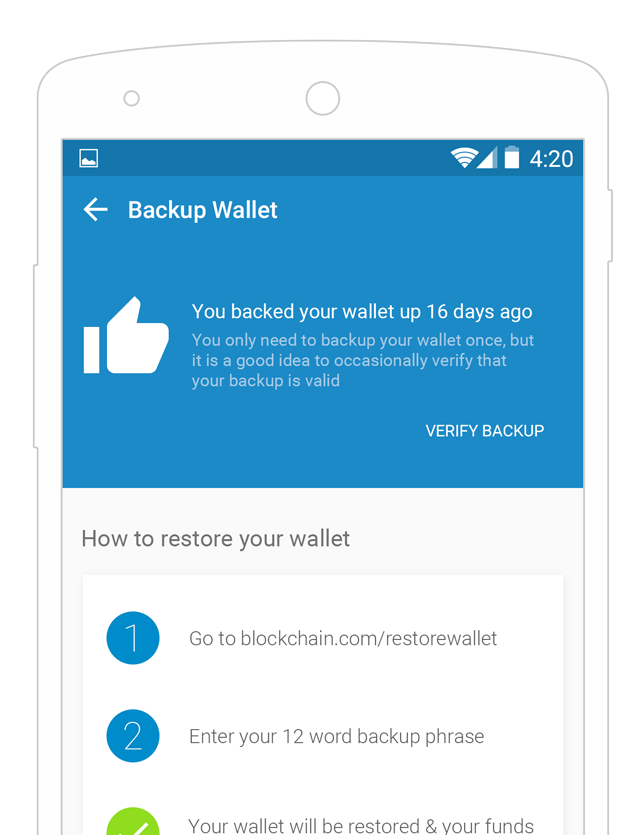 4:20
Backup Wallet
You backed your wallet up 16 days ago
You only need to backup your wallet once, but
it is a good idea to occasionally verify that
your backup is valid
VERIFY BACKUP
How to restore your wallet
1 Go to blockchain.com/restorewallet
2 Enter your 12 word backup phrase
Your wallet will be restored & your funds